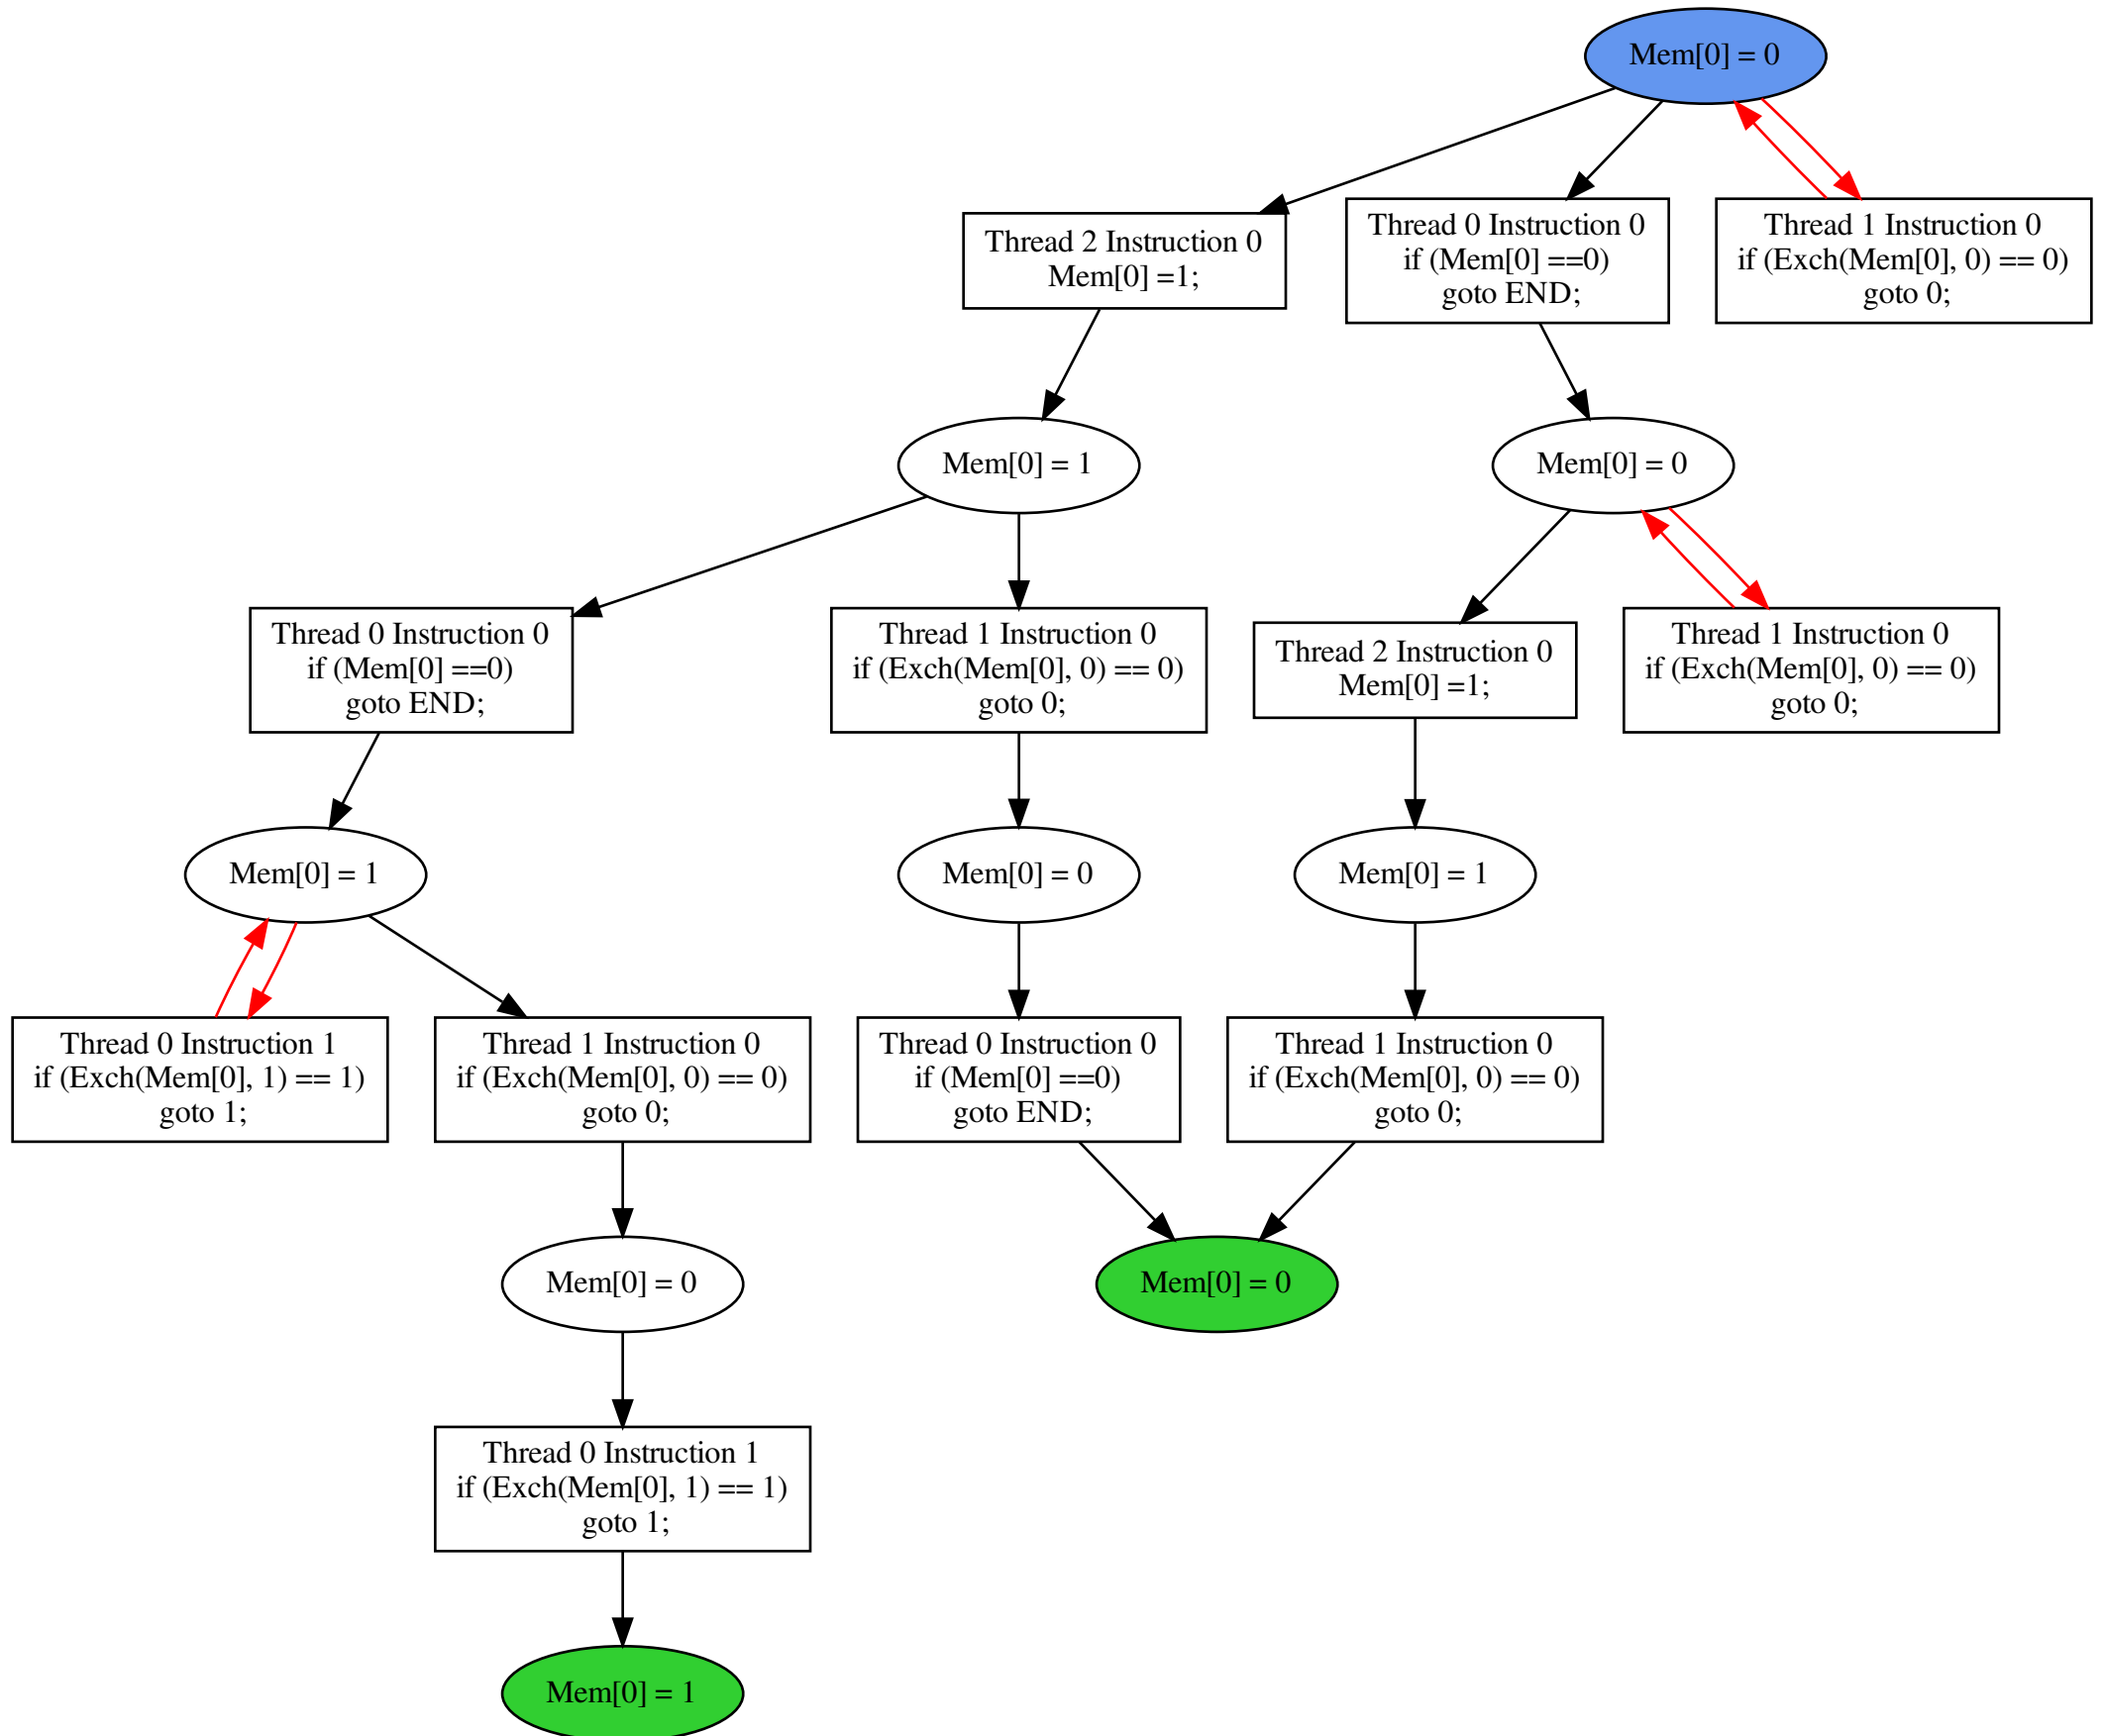 Mem[0] = 0
Thread 2 Instruction 0
Mem[0] =1;
Thread 0 Instruction 0
if (Mem[0] ==0)
goto END;
Thread 1 Instruction 0
if (Exch(Mem[0], 0) == 0)
goto 0;
Mem[0] = 1
Mem[0] = 0
Thread 0 Instruction 0
if (Mem[0] ==0)
goto END;
Thread 1 Instruction 0
if (Exch(Mem[0], 0) == 0)
goto 0;
Thread 2 Instruction 0
Mem[0] =1;
Thread 1 Instruction 0
if (Exch(Mem[0], 0) == 0)
goto 0;
Mem[0] = 1
Mem[0] = 0
Mem[0] = 1
Thread 0 Instruction 1
if (Exch(Mem[0], 1) == 1)
goto 1;
Thread 1 Instruction 0
if (Exch(Mem[0], 0) == 0)
goto 0;
Thread 0 Instruction 0
if (Mem[0] ==0)
goto END;
Thread 1 Instruction 0
if (Exch(Mem[0], 0) == 0)
goto 0;
Mem[0] = 0
Mem[0] = 0
Thread 0 Instruction 1
if (Exch(Mem[0], 1) == 1)
goto 1;
Mem[0] = 1